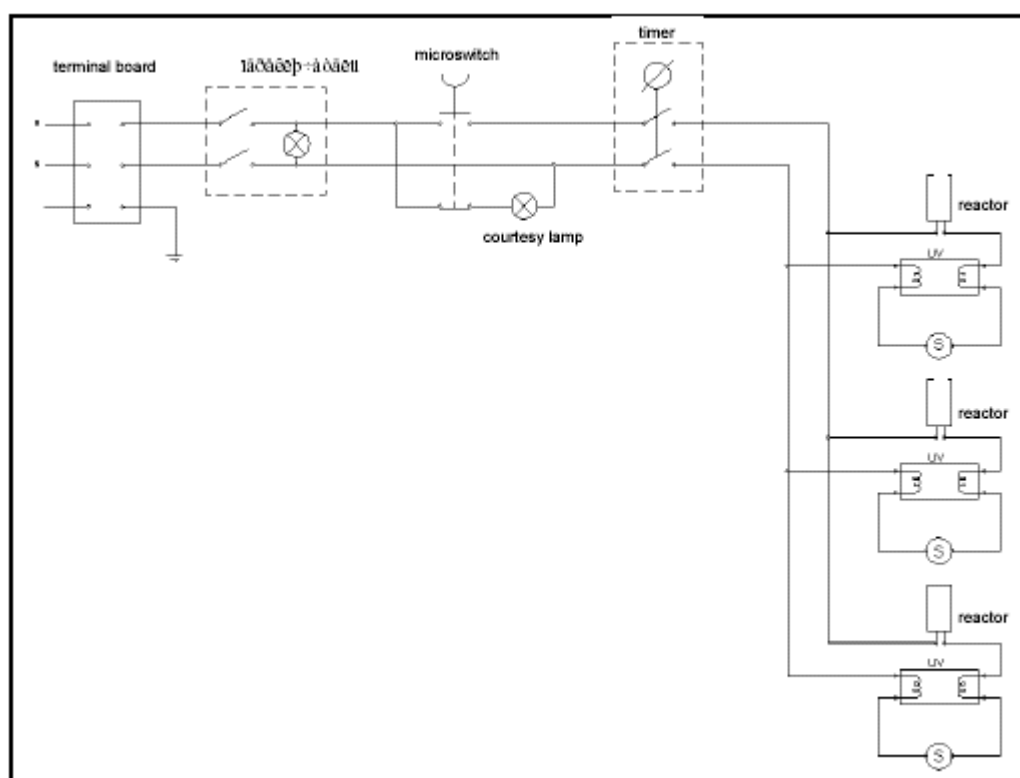 timer
microswitch
terminal board
courtesy lamp
reactor
UV
S
reactor
UV
S
reactor
UV
S